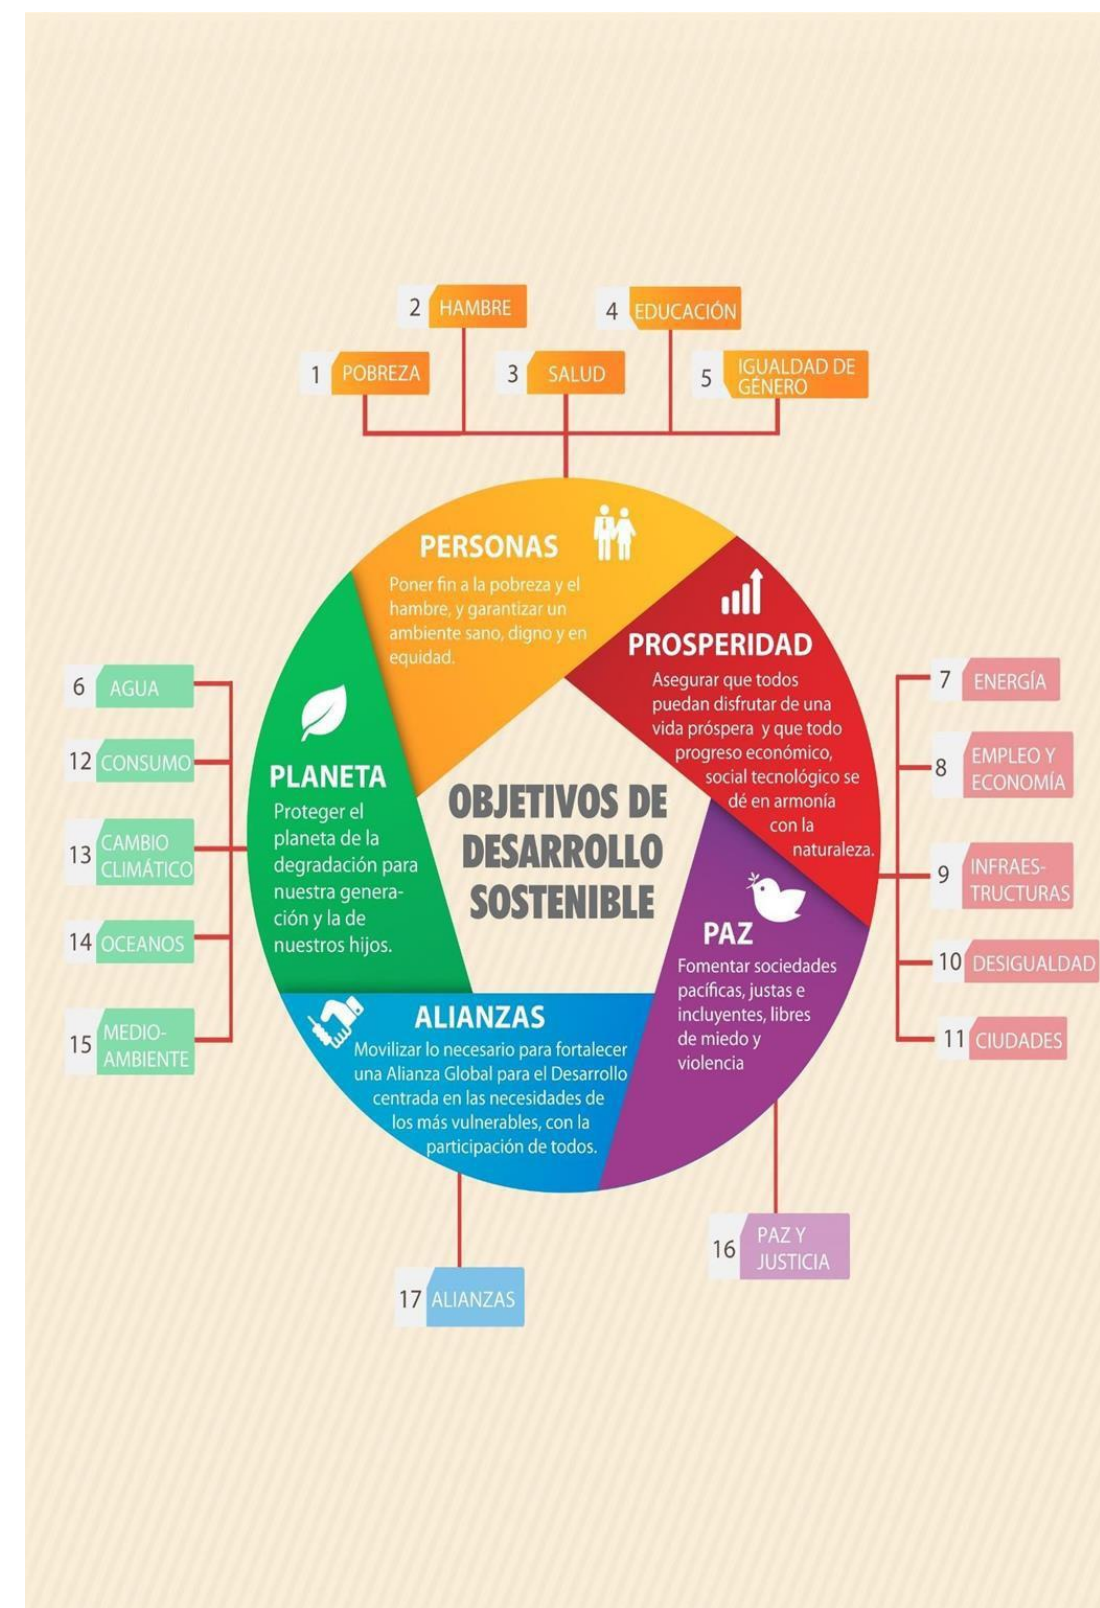 2 HAMBRE
4 EDUCACIÓN
1 POBREZA
3 SALUD
5 IGUALDAD DE
GÉNERO
PERSONAS
Poner fin a la pobreza y el
hambre, y garantizar un
ambiente sano, digno y en
equidad.
PROSPERIDAD
Asegurar que todos
puedan disfrutar de una
vida próspera y que todo
progreso económico,
social tecnológico se
dé en armonía
con la
naturaleza.
6 AGUA
12 CONSUMO
13 CAMBIO
CLIMÁTICO
14 OCEANOS
15 MEDIO-
AMBIENTE
PLANETA
Proteger el
planeta de la
degradación para
nuestra genera-
ción y la de
nuestros hijos.
OBJETIVOS DE
DESARROLLO
SOSTENIBLE
7 ENERGÍA
8 EMPLEO Y
ECONOMÍA
9 INFRAES-
TRUCTURAS
10 DESIGUALDAD
11 CIUDADES
PAZ
Fomentar sociedades
pacíficas, justas e
incluyentes, libres
de miedo y
violencia
ALIANZAS
Movilizar lo necesario para fortalecer
una Alianza Global para el Desarrollo
centrada en las necesidades de
los más vulnerables, con la
participación de todos.
16 PAZ Y
JUSTICIA
17 ALIANZAS